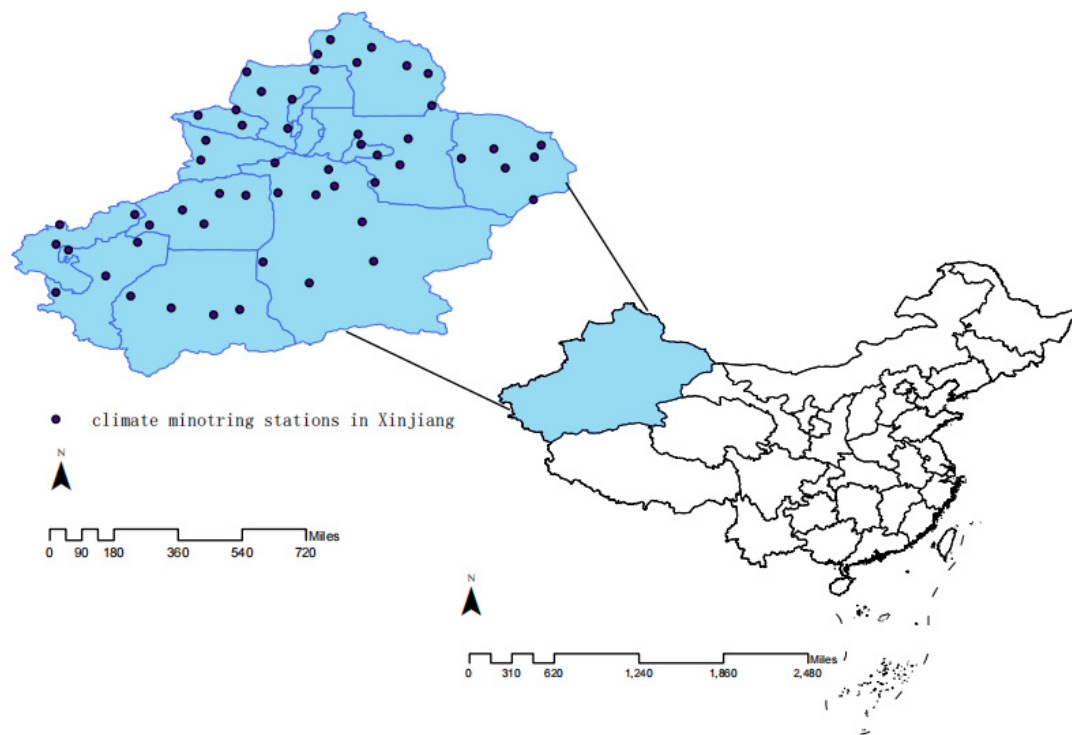 climate minotring stations in Xinjiang
N
Miles
0 90 180 360 540 720
N
Miles
0 310 620 1,240 1,860 2,480